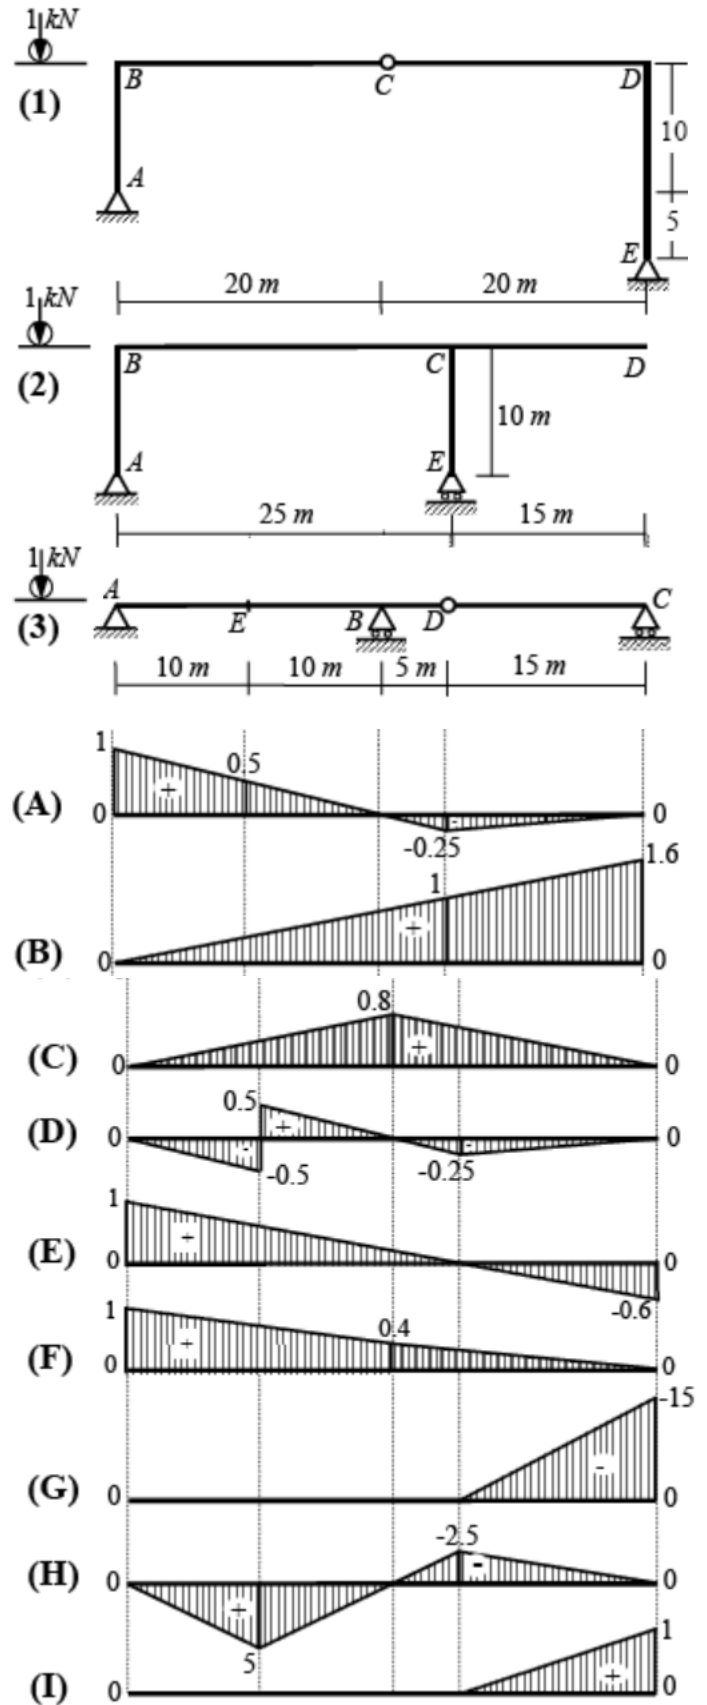 1 kN
B
C
D
(1)
10
A
5
E
20 m
20 m
1 kN
B
C
D
(2)
10 m
A
E
25 m
15 m
1 kN
A
C
(3)
E
B
D
10 m
10 m
5 m
15 m
1
0.5
+
-
(A)
0
0
-0.25
1.6
1
+
(B)
0
0
0.8
+
(C)
0
0
0.5
+
(D)
0
-
-
0
-0.5
-0.25
1
+
(E)
0
-
0
-0.6
1
0.4
+
(F)
0
0
-15
-
(G)
0
0
-2.5
-
(H)
0
0
+
5
1
+
(I)
0
0